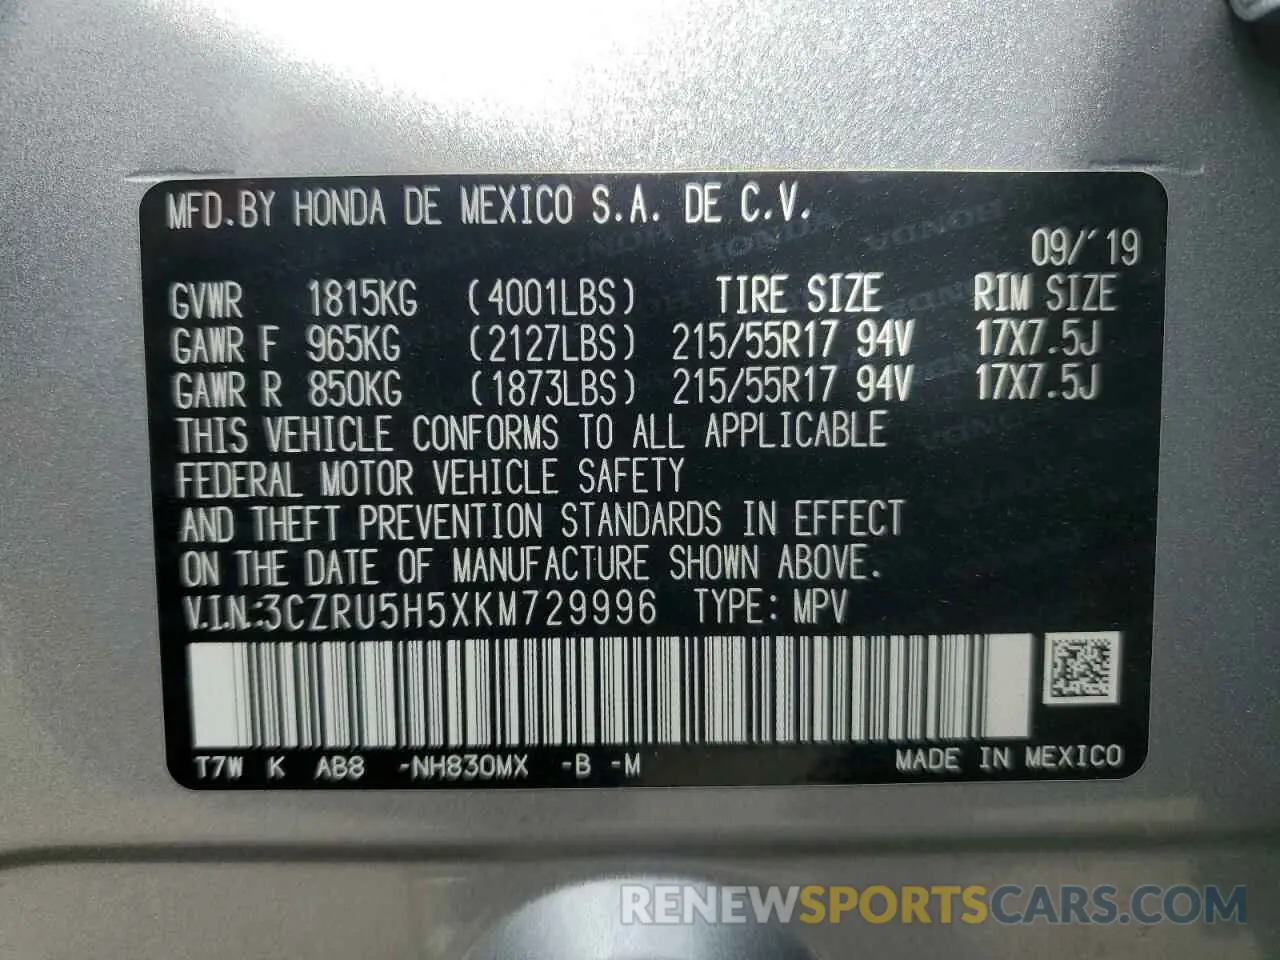 MFD. BY HONDA DE MEXICO S.A. DE C.V.
09/'19
GVWR 1815KG (4001LBS) TIRE SIZE RIM SIZE
GAWR F 965KG (2127LBS) 215/55R17 94V 17X7.5J
GAWR R 850KG (1873LBS) 215/55R17 94V 17X7.5J
THIS VEHICLE CONFORMS TO ALL APPLICABLE
FEDERAL MOTOR VEHICLE SAFETY
AND THEFT PREVENTION STANDARDS IN EFFECT
ON THE DATE OF MANUFACTURE SHOWN ABOVE.
V.I.N.:3CZRU5H5XKM729996 TYPE: MPV
T7W K AB8 -NH830MX -B -M MADE IN MEXICO
RENEWSPORTSCARS.COM